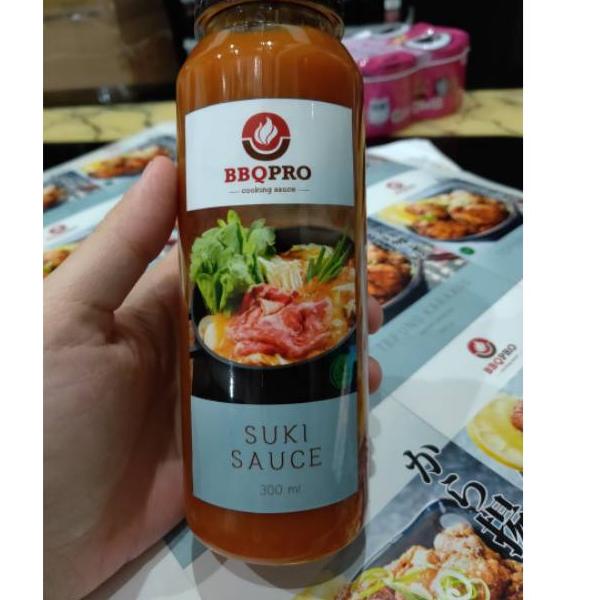 BBQPRO
cooking sauce
SUKI
SAUCE
300 ml
BBQPRO
から揚